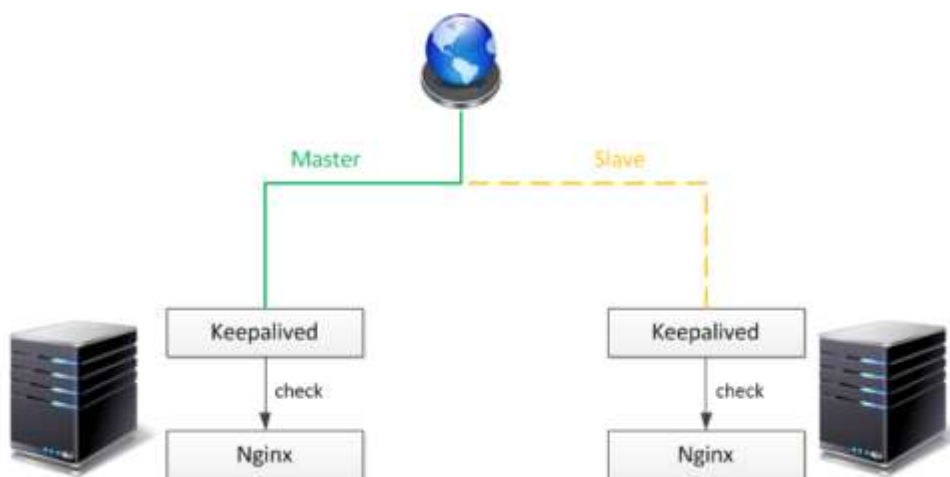 Master
Slave
Keepalived
Keepalived
check
check
Nginx
Nginx